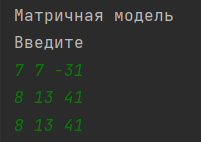 Матричная модель
Введите
7 7 -31
8 13 41
8 13 41